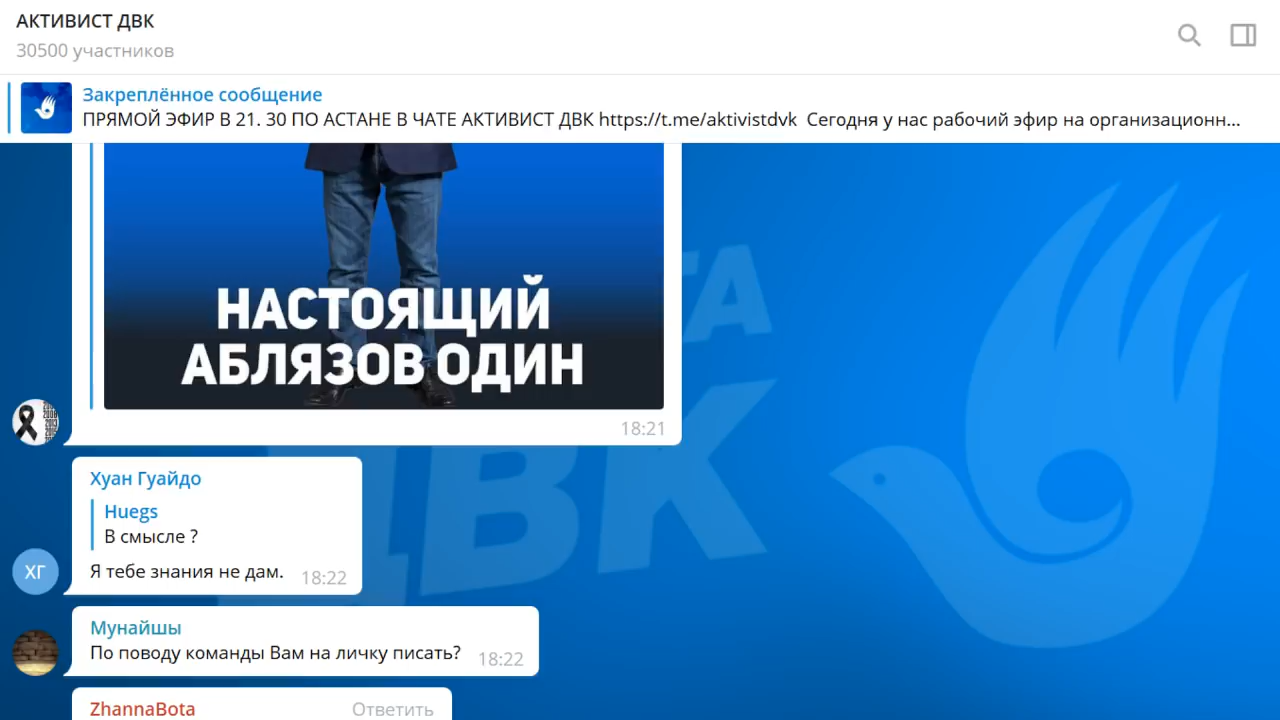 АКТИВИСТ ДВК
30500 участников
Закреплённое сообщение
ПРЯМОЙ ЭФИР В 21. 30 ПО АСТАНЕ В ЧАТЕ АКТИВИСТ ДВК https://t.me/aktivistdvk Сегодня у нас рабочий эфир на организационн...
НАСТОЯЩИЙ
АБЛЯЗОВ ОДИН
18:21
ТА
ДВК
Хуан Гуайдо
Huegs
В смысле ?
ХГ
Я тебе знания не дам. 18:22
Мунайшы
По поводу команды Вам на личку писать? 18:22
ZhannaBota Ответить